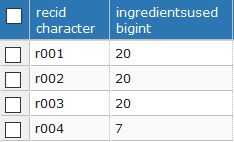 recid ingredientsused
character bigint
r001 20
r002 20
r003 20
r004 7